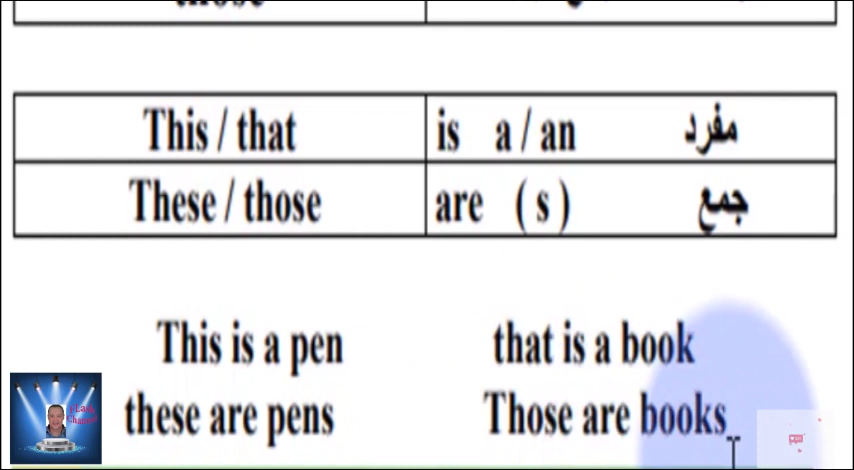 This / that is a / an مفرد
These / those are ( s ) جمع
This is a pen that is a book
these are pens Those are books